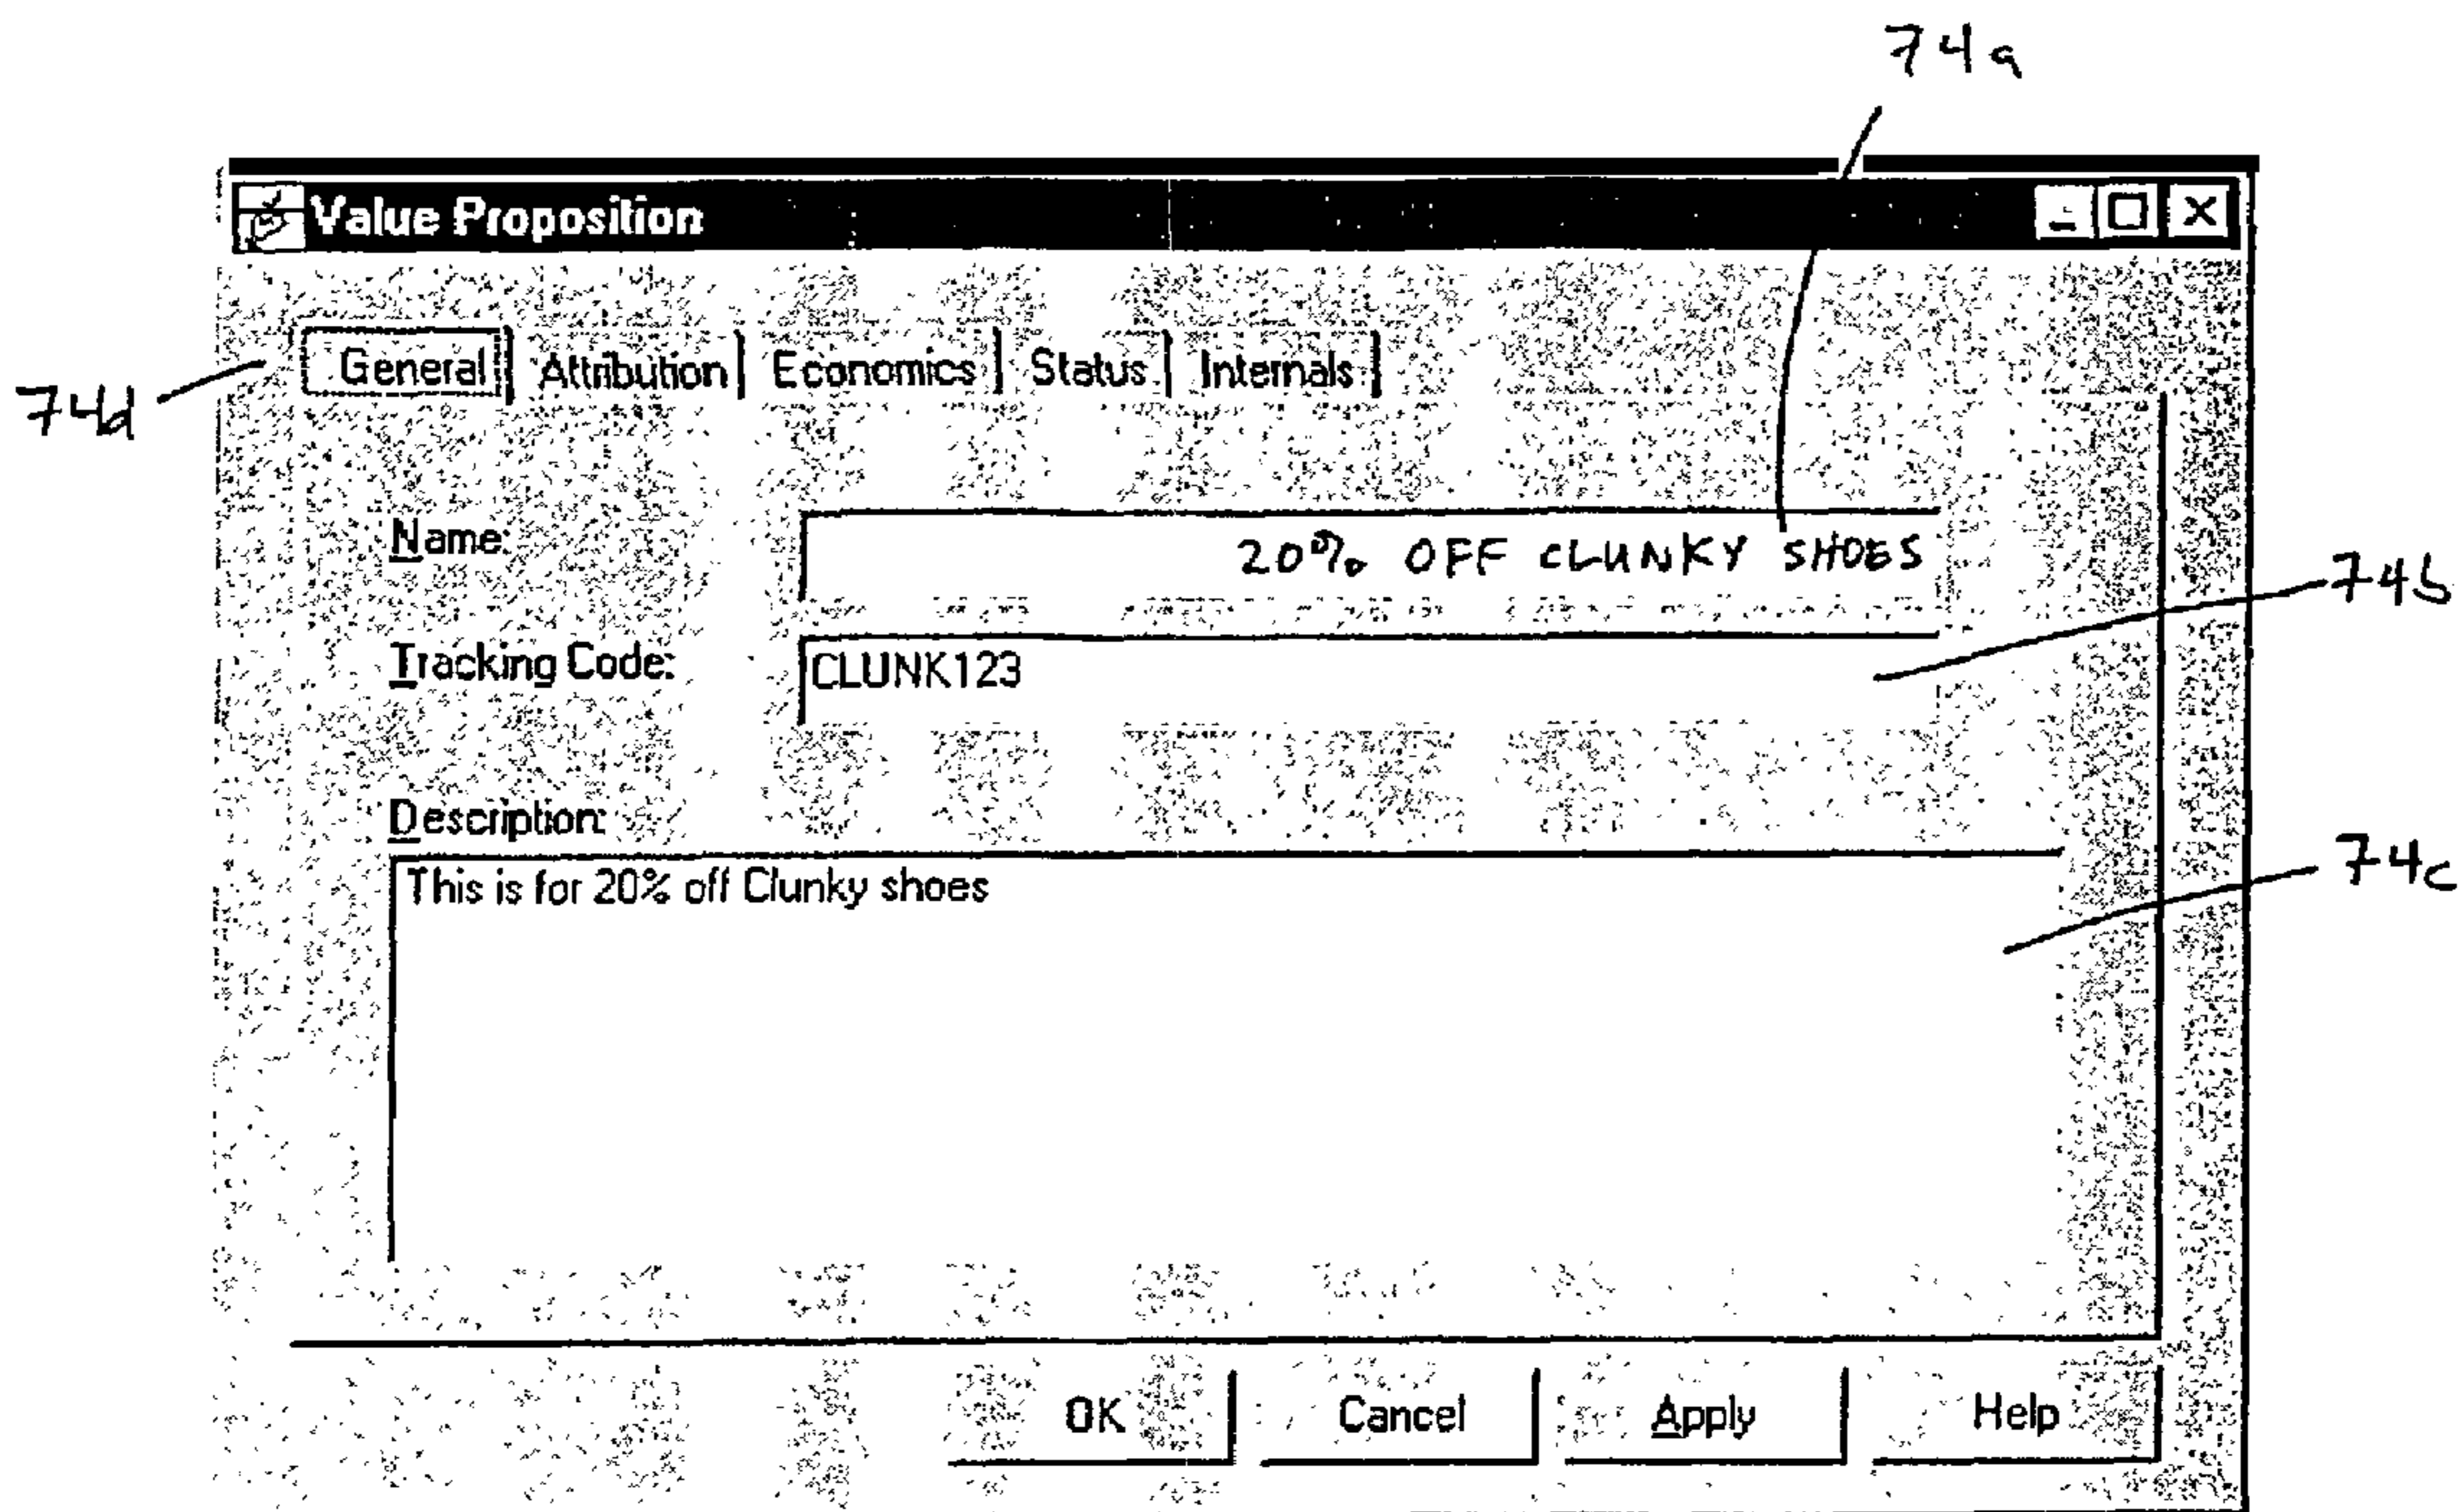 74a
Value Proposition
General Attribution Economics Status Internals
74d
Name: 20% OFF CLUNKY SHOES
74b
Tracking Code: CLUNK123
Description:
74c
This is for 20% off Clunky shoes
OK Cancel Apply Help